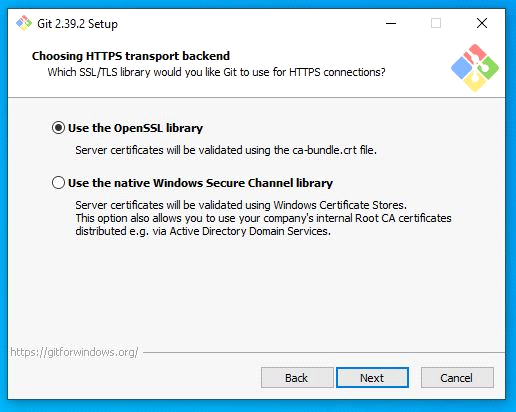 Git 2.39.2 Setup
Choosing HTTPS transport backend
Which SSL/TLS library would you like Git to use for HTTPS connections?
Use the OpenSSL library
Server certificates will be validated using the ca-bundle.crt file.
Use the native Windows Secure Channel library
Server certificates will be validated using Windows Certificate Stores.
This option also allows you to use your company's internal Root CA certificates
distributed e.g. via Active Directory Domain Services.
https://gitforwindows.org/
Back Next Cancel